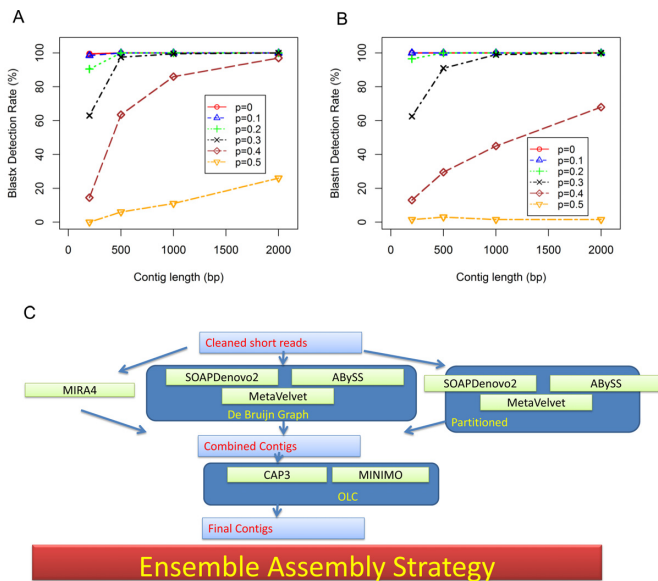 A
Blastx Detection Rate (%)
100
80
60
40
20
0
p=0
p=0.1
p=0.2
p=0.3
p=0.4
p=0.5
0 500 1000 1500 2000
Contig length (bp)
B
Blastn Detection Rate (%)
100
80
60
40
20
0
p=0
p=0.1
p=0.2
p=0.3
p=0.4
p=0.5
0 500 1000 1500 2000
Contig length (bp)
C
Cleaned short reads
MIRA4
SOAPDenovo2 ABySS
MetaVelvet
De Bruijn Graph
SOAPDenovo2 ABySS
MetaVelvet
Partitioned
Combined Contigs
CAP3 MINIMO
OLC
Final Contigs
Ensemble Assembly Strategy